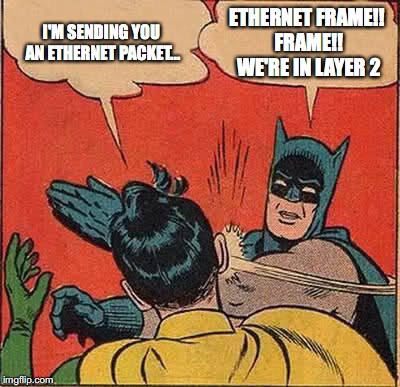 I'M SENDING YOU
AN ETHERNET PACKET...
ETHERNET FRAME!!
FRAME!!
WE'RE IN LAYER 2
imgflip.com